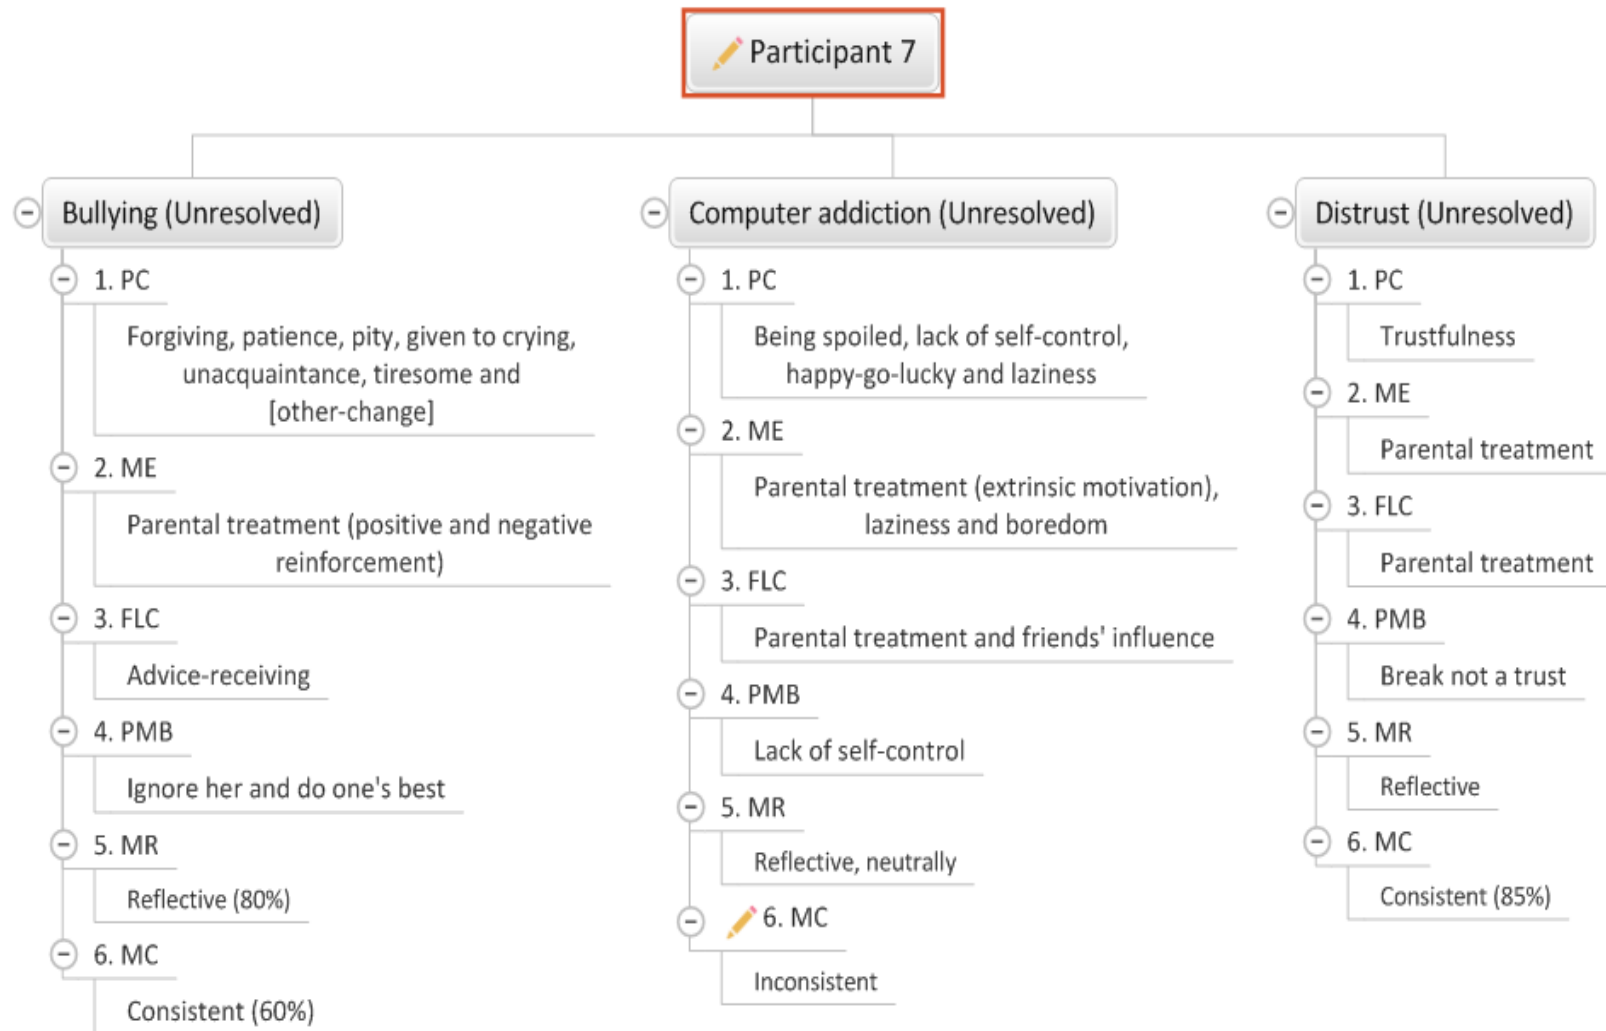 Participant 7
Bullying (Unresolved)
1. PC
Forgiving, patience, pity, given to crying,
unacquaintance, tiresome and
[other-change]
2. ME
Parental treatment (positive and negative
reinforcement)
3. FLC
Advice-receiving
4. PMB
Ignore her and do one's best
5. MR
Reflective (80%)
6. MC
Consistent (60%)
Computer addiction (Unresolved)
1. PC
Being spoiled, lack of self-control,
happy-go-lucky and laziness
2. ME
Parental treatment (extrinsic motivation),
laziness and boredom
3. FLC
Parental treatment and friends' influence
4. PMB
Lack of self-control
5. MR
Reflective, neutrally
6. MC
Inconsistent
Distrust (Unresolved)
1. PC
Trustfulness
2. ME
Parental treatment
3. FLC
Parental treatment
4. PMB
Break not a trust
5. MR
Reflective
6. MC
Consistent (85%)